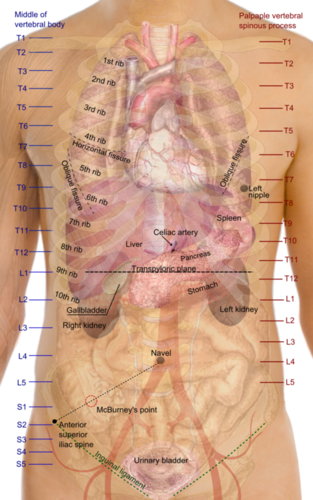 Middle of
vertebral body
Palpaple vertebral
spinous process
T1
T2
T3
T4
T5
T6
T7
T8
T9
T10
T11
T12
L1
L2
L3
L4
L5
S1
S2
S3
S4
S5
T1
T2
T3
T4
T5
T6
T7
T8
T9
T10
T11
T12
L1
L2
L3
L4
L5
1st rib
2nd rib
3rd rib
4th rib
Horizontal fissure
5th rib
Oblique fissure
Oblique fissure
6th rib
Left
nipple
7th rib
Spleen
Celiac artery
8th rib
Liver
Pancreas
9th rib
Transpyloric plane
10th rib
Stomach
Gallbladder
Left kidney
Right kidney
Navel
McBurney's point
Anterior
superior
iliac spine
Inguinal ligament
Urinary bladder